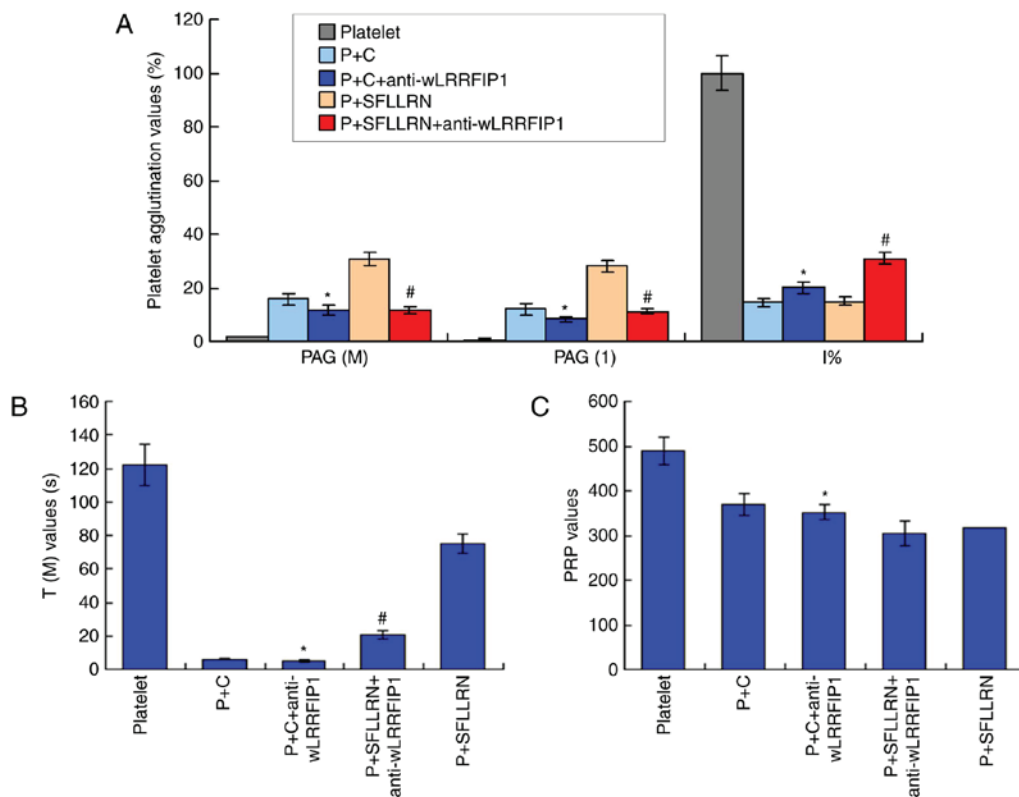 A
Platelet agglutination values (%)
120
100
80
60
40
20
0
Platelet
P+C
P+C+anti-wLRRFIP1
P+SFLLRN
P+SFLLRN+anti-wLRRFIP1
*
#
*
#
*
#
PAG (M)
PAG (1)
I%
B
T (M) values (s)
160
140
120
100
80
60
40
20
0
*
#
Platelet
P+C
P+C+anti-
wLRRFIP1
P+SFLLRN+
anti-wLRRFIP1
P+SFLLRN
C
PRP values
600
500
400
300
300
100
0
*
Platelet
P+C
P+C+anti-
wLRRFIP1
P+SFLLRN+
anti-wLRRFIP1
P+SFLLRN